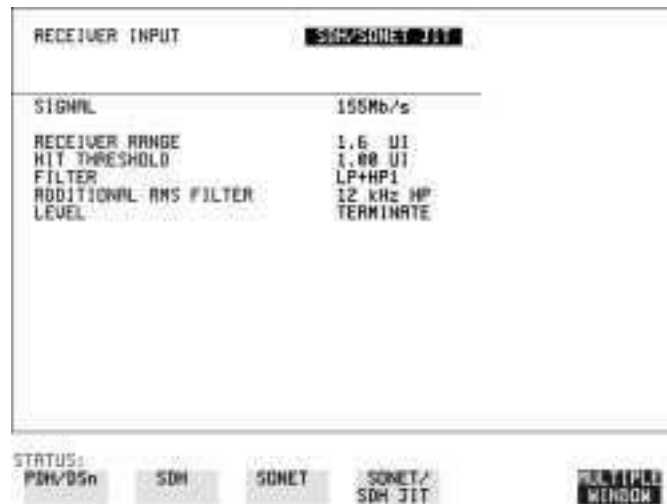 RECEIVER INPUT SDH/SONET JIT
SIGNAL 155Mb/s
RECEIVER RANGE 1.6 UI
HIT THRESHOLD 1.00 UI
FILTER LP+HP1
ADDITIONAL RMS FILTER 12 kHz HP
LEVEL TERMINATE
STATUS:
PDH/DSn SDH SONET SONET/ SDH JIT MULTIPLE WINDOW